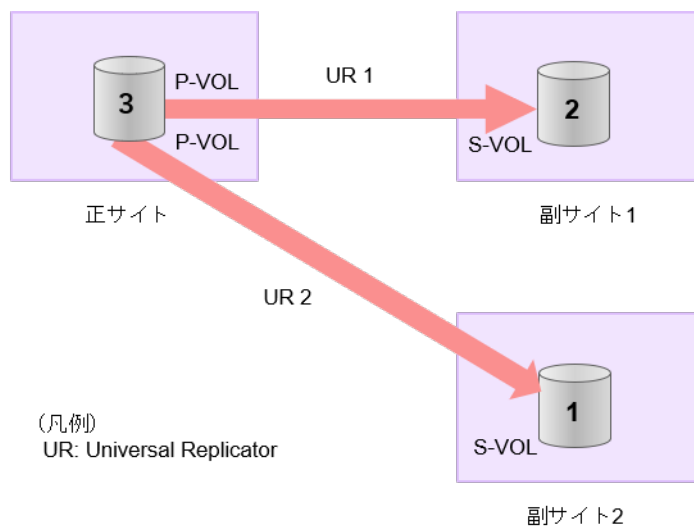 P-VOL
UR 1
3
2
P-VOL
S-VOL
正サイト
副サイト1
UR 2
1
(凡例)
UR: Universal Replicator
S-VOL
副サイト2